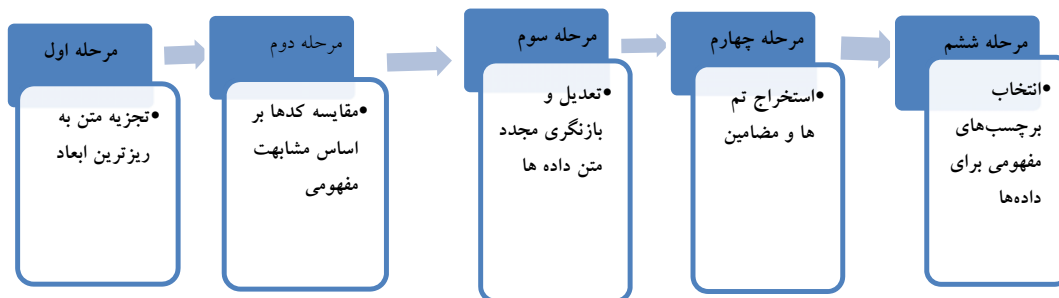 مرحله اول
•تجزیه متن به
ریزترین ابعاد
مرحله دوم
•مقایسه کدها بر
اساس مشابهت
مفهومی
مرحله سوم
•تعدیل و
بازنگری مجدد
متن داده ها
مرحله چهارم
•استخراج تم
ها و مضامین
مرحله ششم
•انتخاب
برچسب‌های
مفهومی برای
داده‌ها